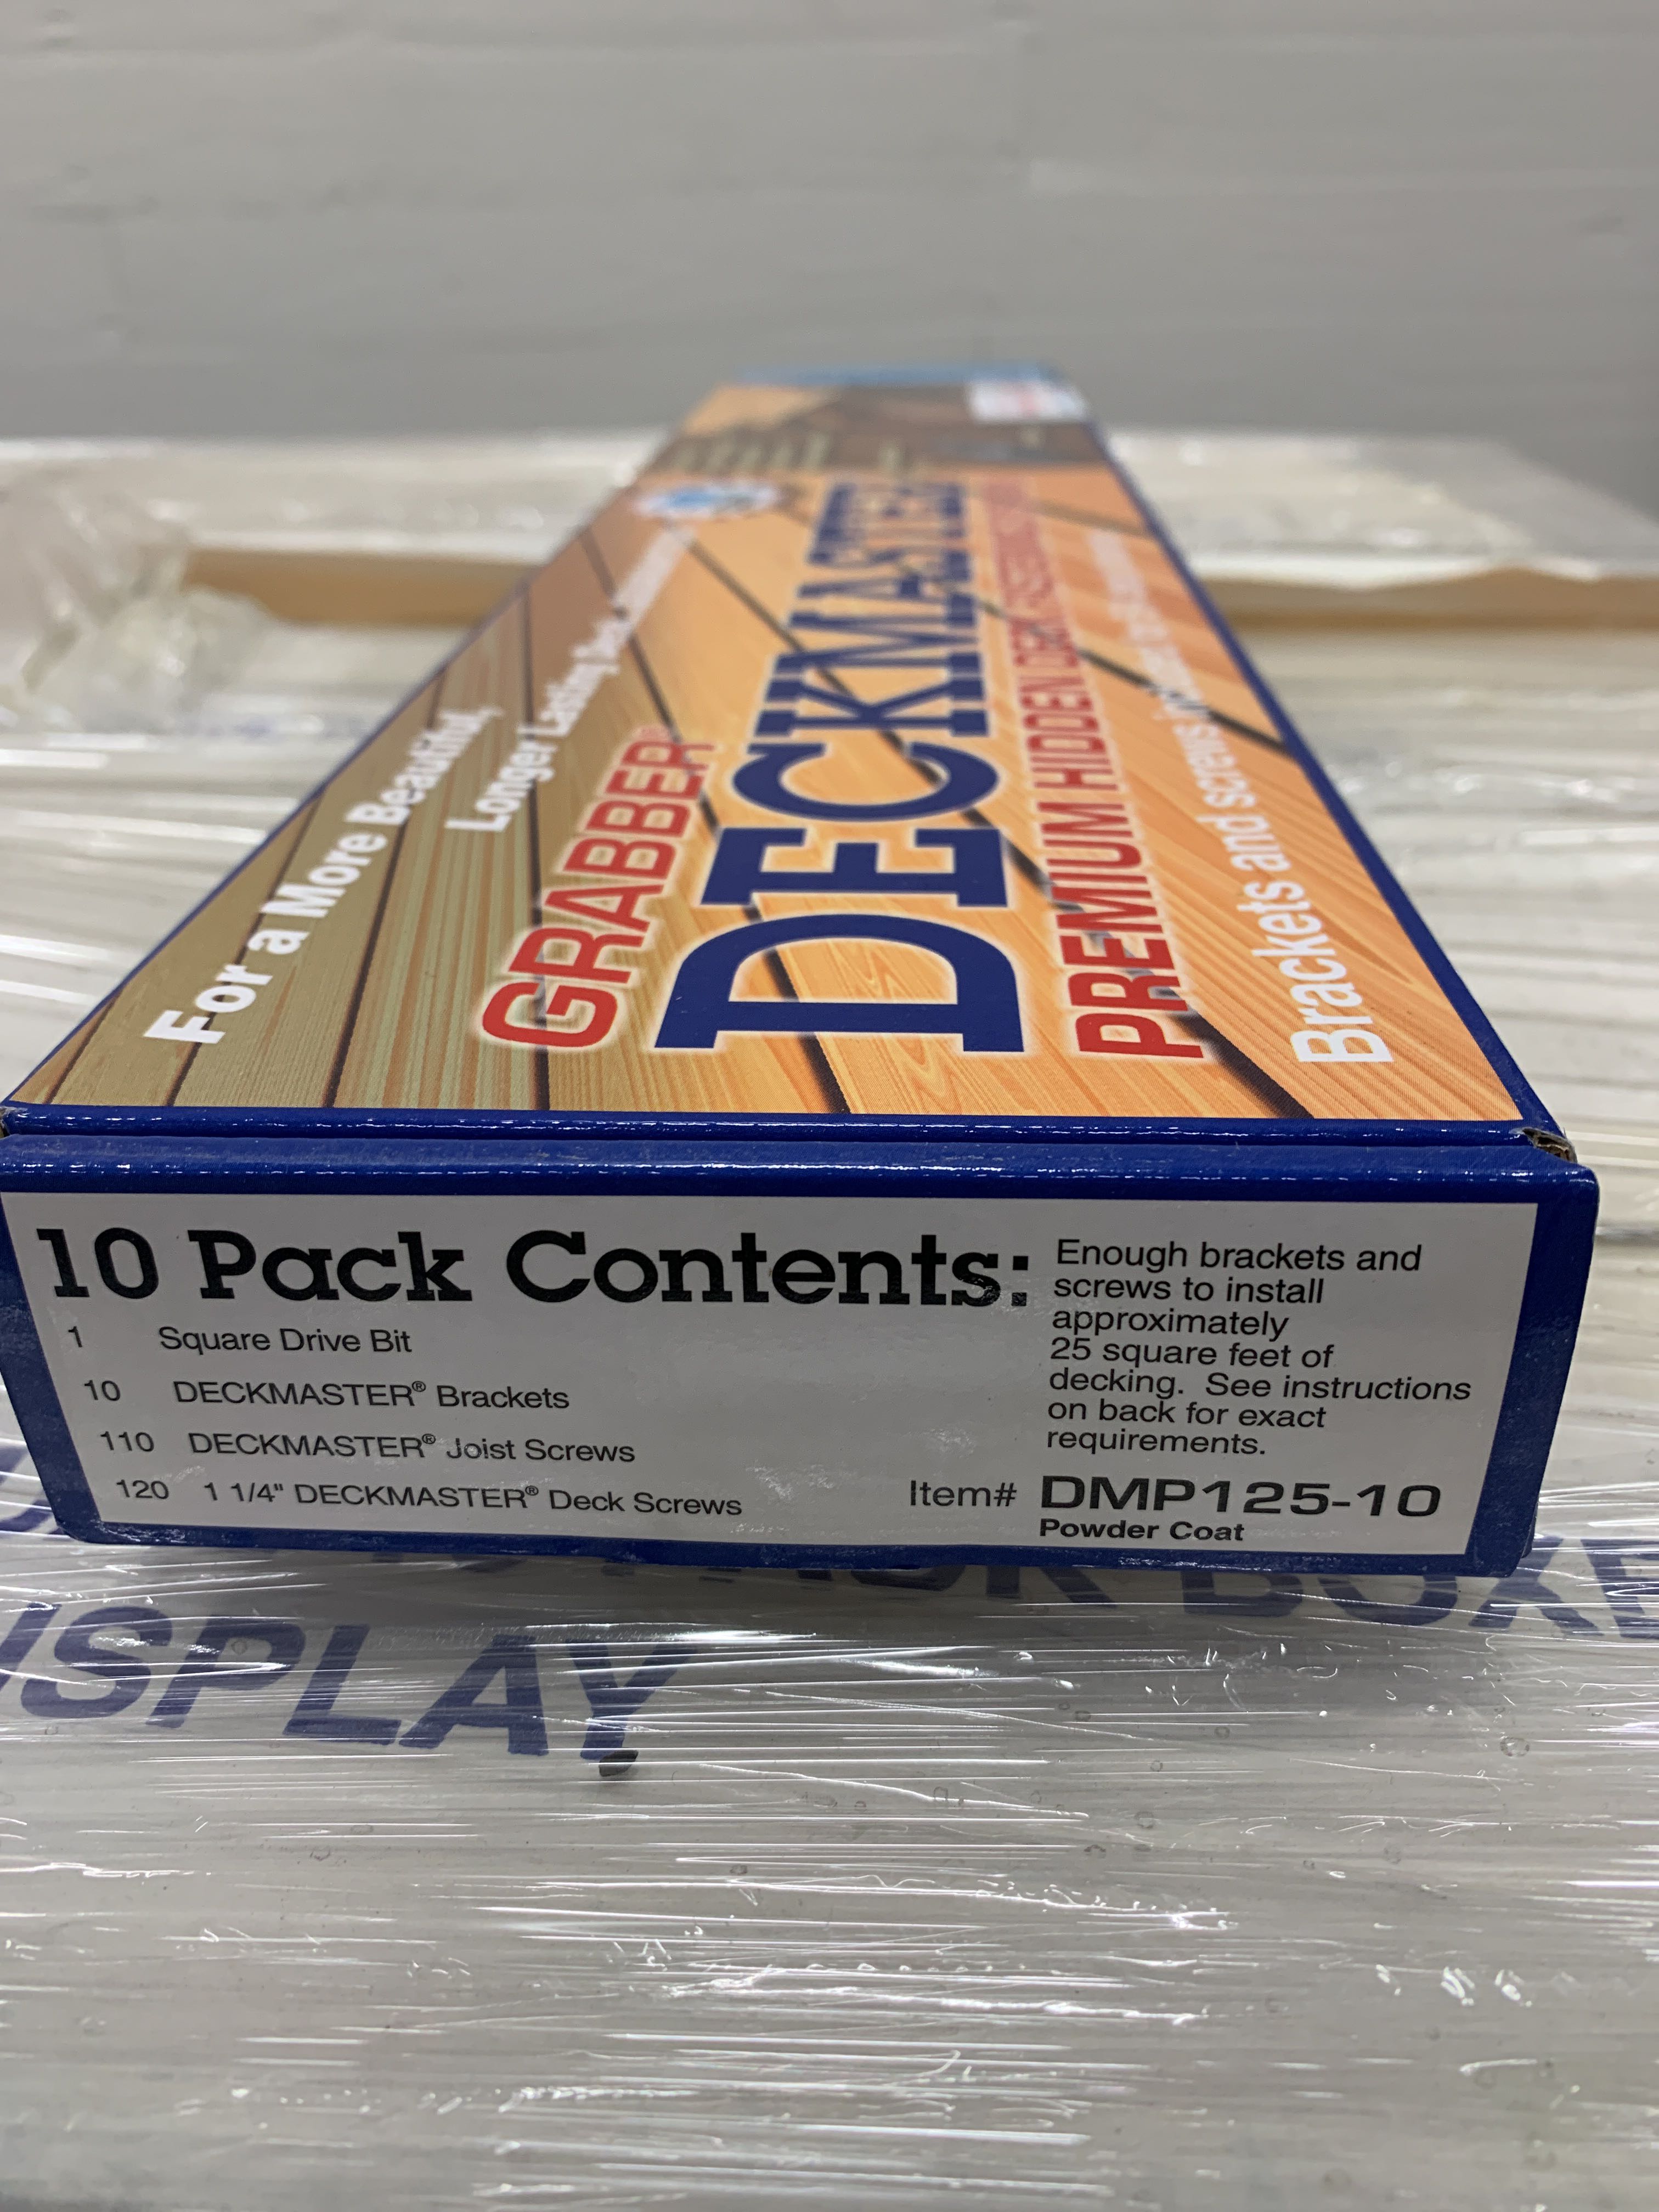 For a More Beautiful,
Longer Lasting Deck
GRABBER®
DECKMASTER
PREMIUM HIDDEN DECK
Brackets and screws
10 Pack Contents:
1 Square Drive Bit
10 DECKMASTER® Brackets
110 DECKMASTER® Joist Screws
120 1 1/4" DECKMASTER® Deck Screws
Enough brackets and
screws to install
approximately
25 square feet of
decking. See instructions
on back for exact
requirements.
Item# DMP125-10
Powder Coat